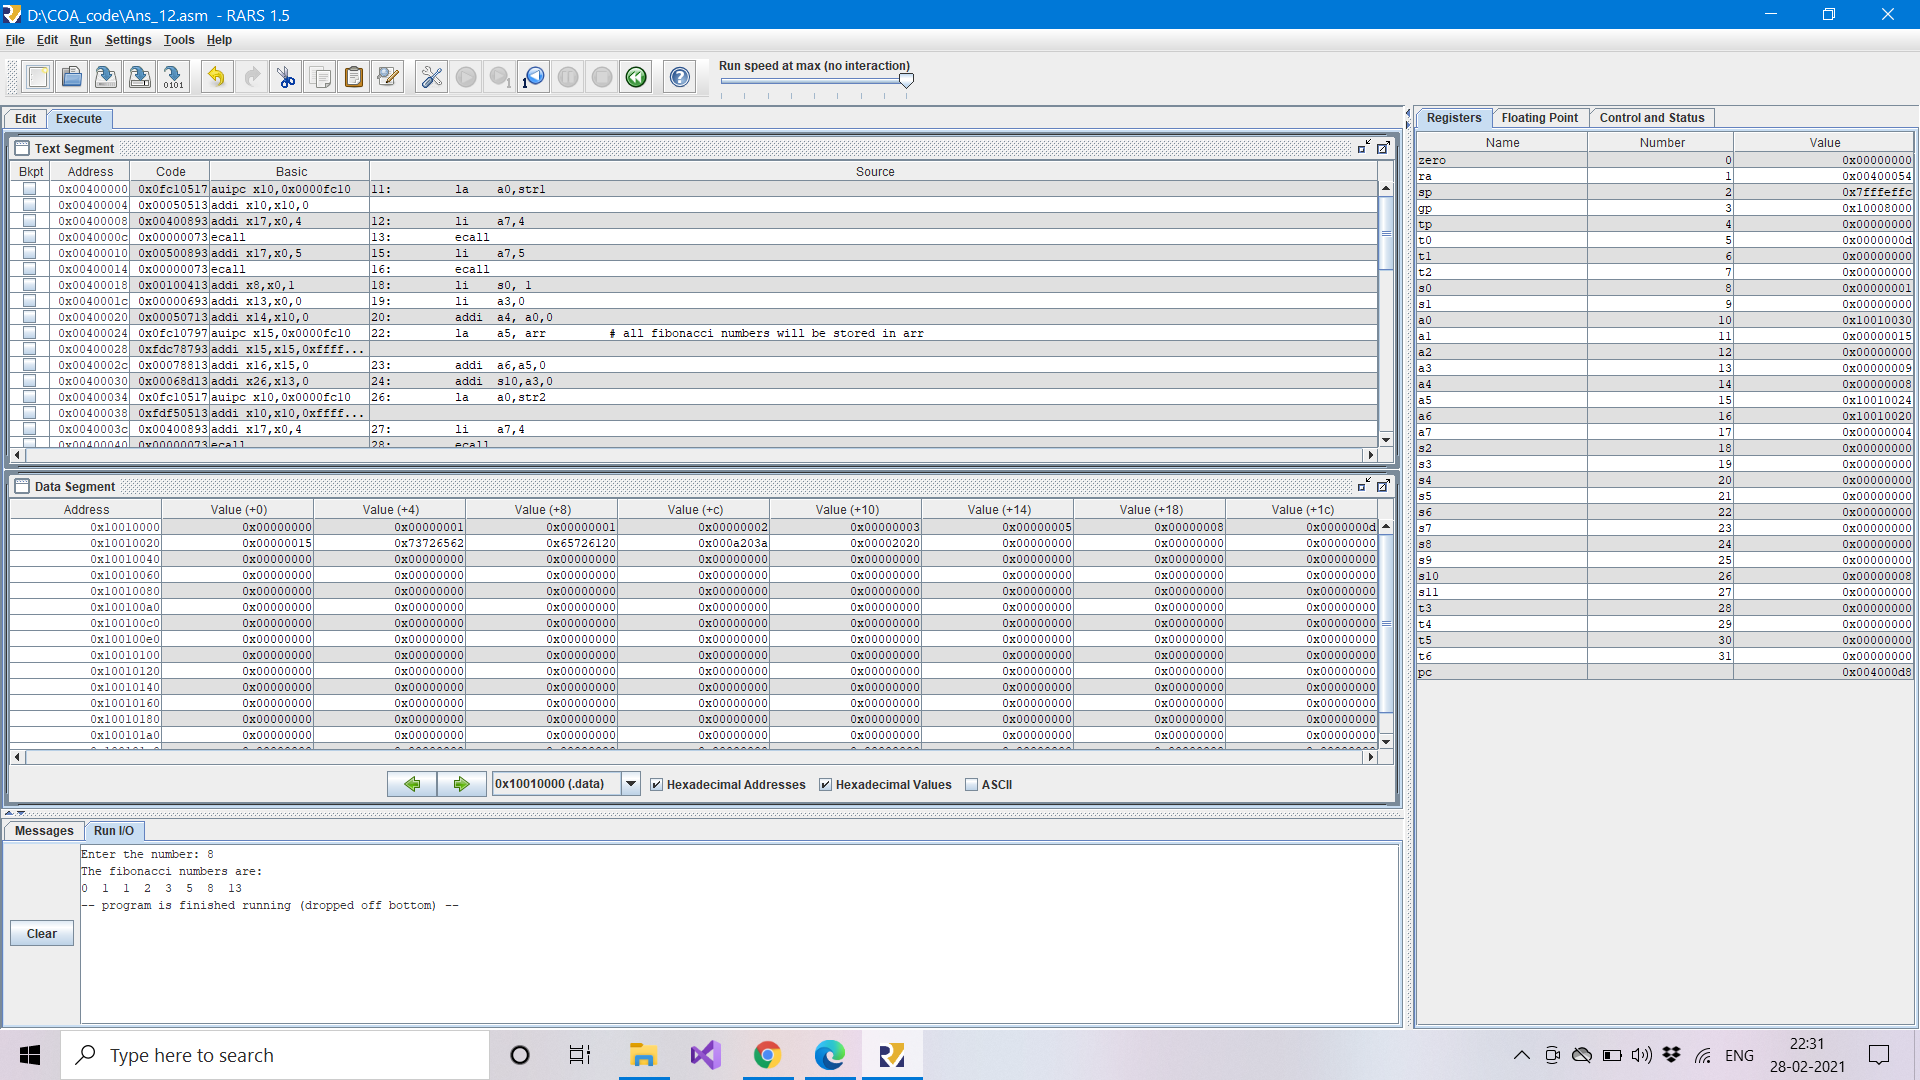 D:\COA_code\Ans_12.asm - RARS 1.5
File Edit Run Settings Tools Help
Run speed at max (no interaction)
Edit Execute
Text Segment
Bkpt Address Code Basic Source
0x00400000 0x0fc10517 auipc x10,0x0000fc10 11: la a0,str1
0x00400004 0x00050513 addi x10,x10,0
0x00400008 0x00400893 addi x17,x0,4 12: li a7,4
0x0040000c 0x00000073 ecall 13: ecall
0x00400010 0x00500893 addi x17,x0,5 15: li a7,5
0x00400014 0x00000073 ecall 16: ecall
0x00400018 0x00100413 addi x8,x0,1 18: li s0, 1
0x0040001c 0x00000693 addi x13,x0,0 19: li a3,0
0x00400020 0x00050713 addi x14,x10,0 20: addi a4, a0,0
0x00400024 0x0fc10797 auipc x15,0x0000fc10 22: la a5, arr # all fibonacci numbers will be stored in arr
0x00400028 0xfdc78793 addi x15,x15,0xffff...
0x0040002c 0x00078813 addi x16,x15,0 23: addi a6,a5,0
0x00400030 0x00068d13 addi x26,x13,0 24: addi s10,a3,0
0x00400034 0x0fc10517 auipc x10,0x0000fc10 26: la a0,str2
0x00400038 0xfdf50513 addi x10,x10,0xffff...
0x0040003c 0x00400893 addi x17,x0,4 27: li a7,4
0x00400040 0x00000073 ecall 28: ecall
Data Segment
Address Value (+0) Value (+4) Value (+8) Value (+c) Value (+10) Value (+14) Value (+18) Value (+1c)
0x10010000 0x00000000 0x00000001 0x00000001 0x00000002 0x00000003 0x00000005 0x00000008 0x0000000d
0x10010020 0x00000015 0x73726562 0x65726120 0x000a203a 0x00002020 0x00000000 0x00000000 0x00000000
0x10010040 0x00000000 0x00000000 0x00000000 0x00000000 0x00000000 0x00000000 0x00000000 0x00000000
0x10010060 0x00000000 0x00000000 0x00000000 0x00000000 0x00000000 0x00000000 0x00000000 0x00000000
0x10010080 0x00000000 0x00000000 0x00000000 0x00000000 0x00000000 0x00000000 0x00000000 0x00000000
0x100100a0 0x00000000 0x00000000 0x00000000 0x00000000 0x00000000 0x00000000 0x00000000 0x00000000
0x100100c0 0x00000000 0x00000000 0x00000000 0x00000000 0x00000000 0x00000000 0x00000000 0x00000000
0x100100e0 0x00000000 0x00000000 0x00000000 0x00000000 0x00000000 0x00000000 0x00000000 0x00000000
0x10010100 0x00000000 0x00000000 0x00000000 0x00000000 0x00000000 0x00000000 0x00000000 0x00000000
0x10010120 0x00000000 0x00000000 0x00000000 0x00000000 0x00000000 0x00000000 0x00000000 0x00000000
0x10010140 0x00000000 0x00000000 0x00000000 0x00000000 0x00000000 0x00000000 0x00000000 0x00000000
0x10010160 0x00000000 0x00000000 0x00000000 0x00000000 0x00000000 0x00000000 0x00000000 0x00000000
0x10010180 0x00000000 0x00000000 0x00000000 0x00000000 0x00000000 0x00000000 0x00000000 0x00000000
0x100101a0 0x00000000 0x00000000 0x00000000 0x00000000 0x00000000 0x00000000 0x00000000 0x00000000
0x10010000 (.data) Hexadecimal Addresses Hexadecimal Values ASCII
Messages Run I/O
Enter the number: 8
The fibonacci numbers are:
0 1 1 2 3 5 8 13
-- program is finished running (dropped off bottom) --
Clear
Registers Floating Point Control and Status
Name Number Value
zero 0 0x00000000
ra 1 0x00400054
sp 2 0x7fffeffc
gp 3 0x10008000
tp 4 0x00000000
t0 5 0x0000000d
t1 6 0x00000000
t2 7 0x00000000
s0 8 0x00000001
s1 9 0x00000000
a0 10 0x10010030
a1 11 0x00000015
a2 12 0x00000000
a3 13 0x00000009
a4 14 0x00000008
a5 15 0x10010024
a6 16 0x10010020
a7 17 0x00000004
s2 18 0x00000000
s3 19 0x00000000
s4 20 0x00000000
s5 21 0x00000000
s6 22 0x00000000
s7 23 0x00000000
s8 24 0x00000000
s9 25 0x00000000
s10 26 0x00000008
s11 27 0x00000000
t3 28 0x00000000
t4 29 0x00000000
t5 30 0x00000000
t6 31 0x00000000
pc 0x004000d8
Type here to search
ENG
22:31
28-02-2021